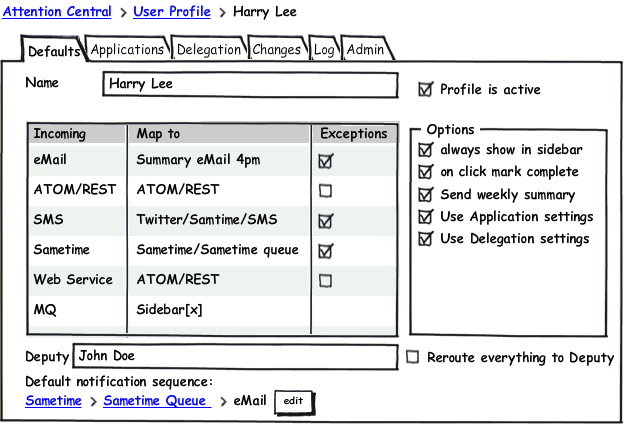 Attention Central > User Profile > Harry Lee
Defaults Applications Delegation Changes Log Admin
Name Harry Lee Profile is active
Incoming Map to Exceptions
eMail Summary eMail 4pm
ATOM/REST ATOM/REST
SMS Twitter/Samtime/SMS
Sametime Sametime/Sametime queue
Web Service ATOM/REST
MQ Sidebar[x]
Options
always show in sidebar
on click mark complete
Send weekly summary
Use Application settings
Use Delegation settings
Deputy John Doe Reroute everything to Deputy
Default notification sequence:
Sametime > Sametime Queue > eMail edit